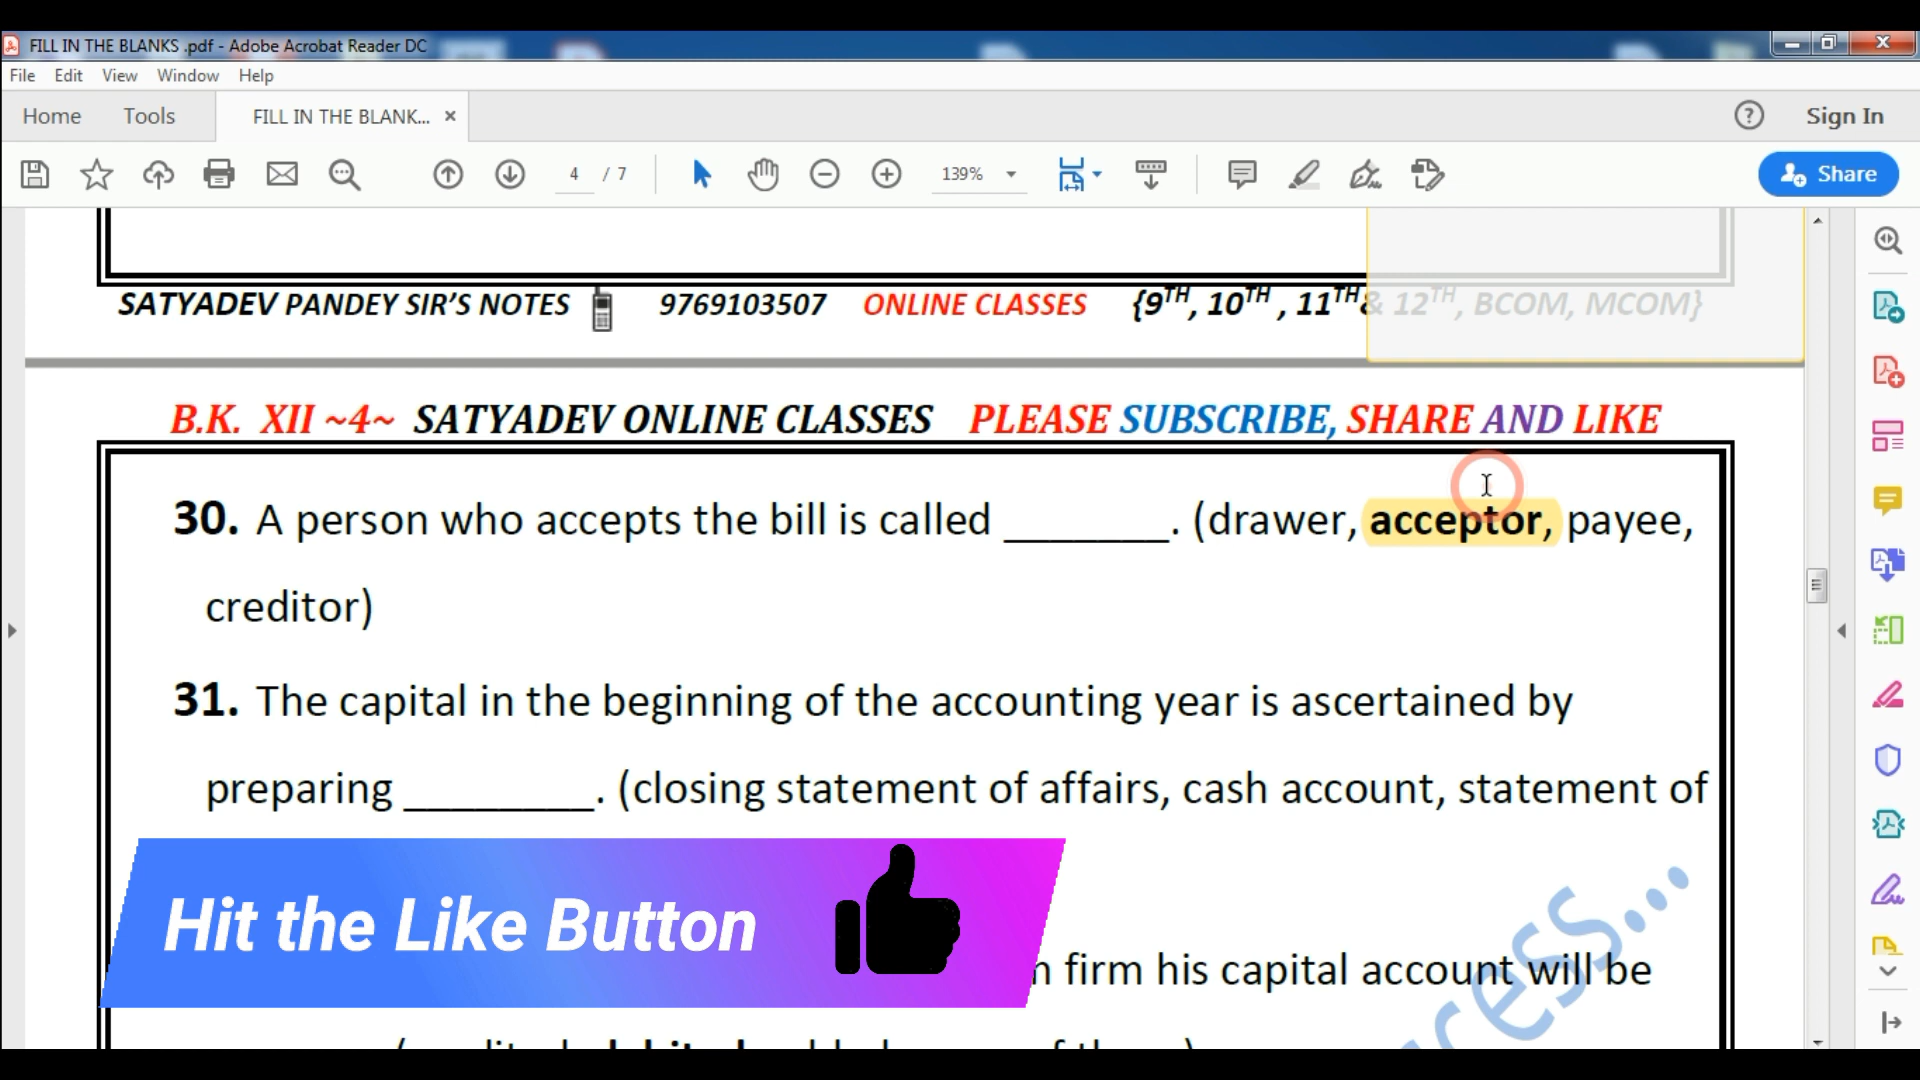 FILL IN THE BLANKS .pdf - Adobe Acrobat Reader DC
File Edit View Window Help
Home Tools FILL IN THE BLANK... × Sign In
4 / 7 139% Share
SATYADEV PANDEY SIR'S NOTES 9769103507 ONLINE CLASSES {9TH, 10TH , 11TH & 12TH, BCOM, MCOM}
B.K. XII ~4~ SATYADEV ONLINE CLASSES PLEASE SUBSCRIBE, SHARE AND LIKE
30. A person who accepts the bill is called _______. (drawer, acceptor, payee,
creditor)
31. The capital in the beginning of the accounting year is ascertained by
preparing ________. (closing statement of affairs, cash account, statement of
Hit the Like Button
firm his capital account will be